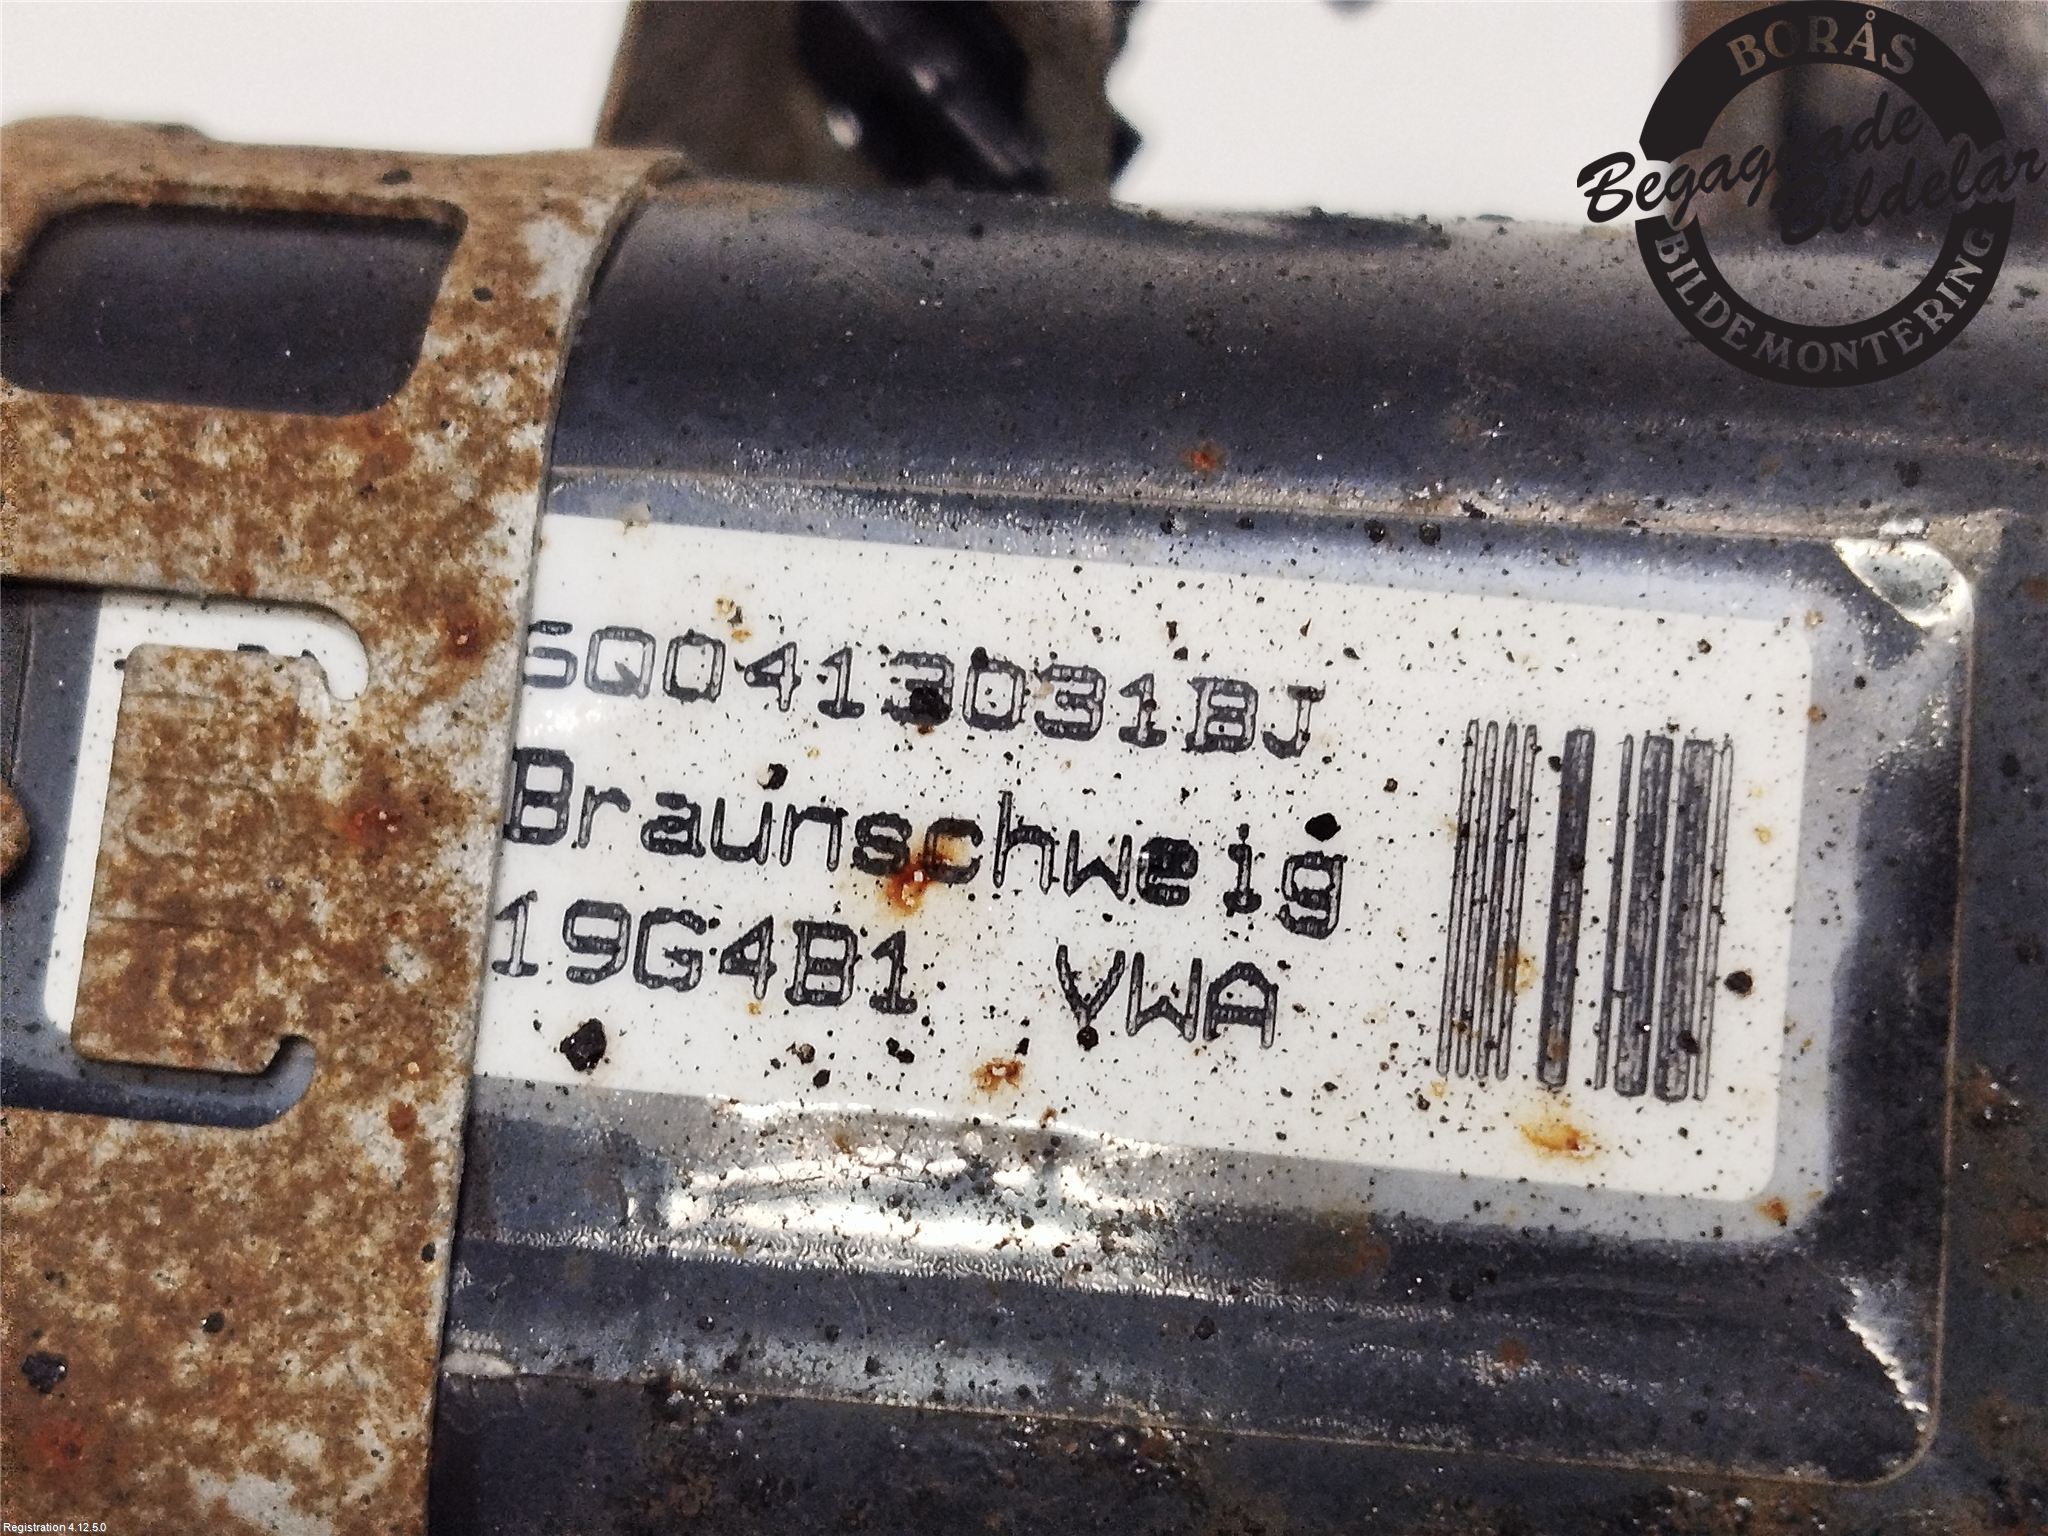 BORÅS
Begagnade
Bildelar
BILDEMONTERING
6Q0413031BJ
Braunschweig
19G4B1 VWA
Registration 4.12.5.0